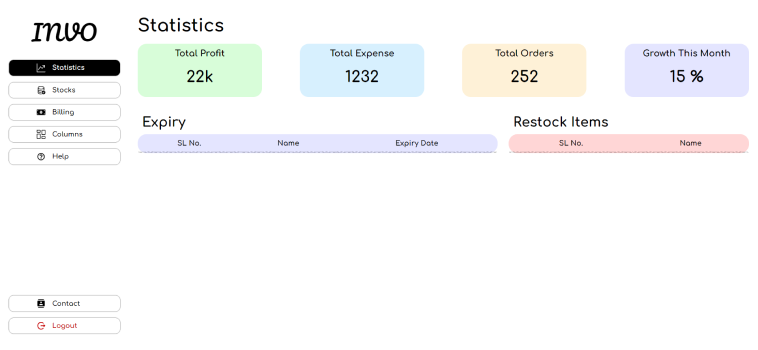 INVO
Statistics
Stocks
Billing
Columns
Help
Contact
Logout
Statistics
Total Profit
22k
Total Expense
1232
Total Orders
252
Growth This Month
15 %
Expiry
SL No. Name Expiry Date
Restock Items
SL No. Name